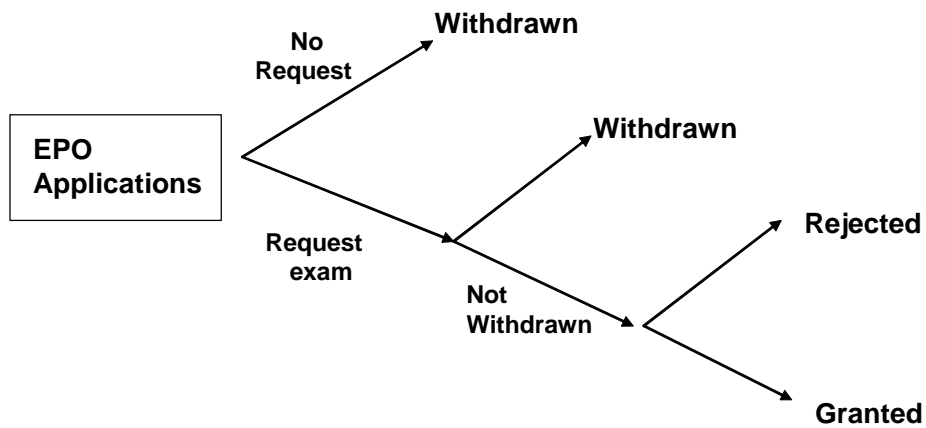 Withdrawn
No
Request
Withdrawn
EPO
Applications
Rejected
Request
exam
Not
Withdrawn
Granted